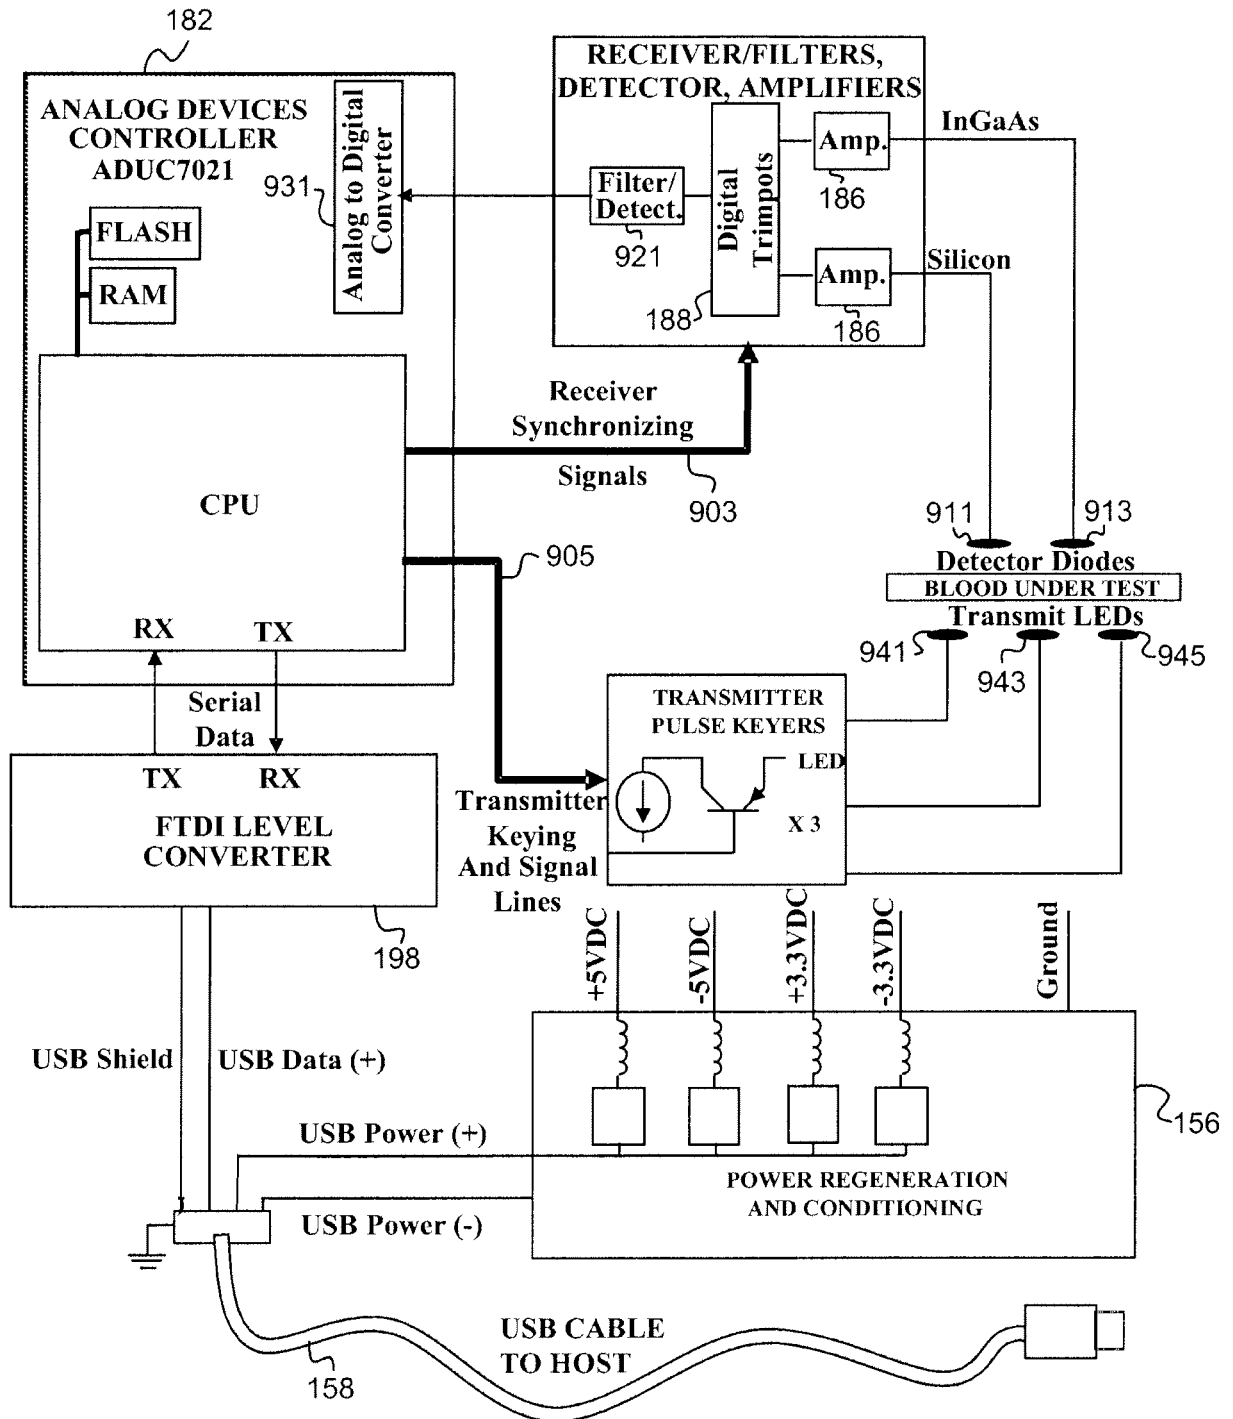 182
ANALOG DEVICES
CONTROLLER
ADUC7021
931
Analog to Digital
Converter
FLASH
RAM
CPU
RX
TX
RECEIVER/FILTERS,
DETECTOR, AMPLIFIERS
Filter/
Detect.
921
Digital
Trimpots
188
Amp.
186
Amp.
186
InGaAs
Silicon
Receiver
Synchronizing
Signals
903
905
911
913
Detector Diodes
BLOOD UNDER TEST
Transmit LEDs
941
943
945
Serial
Data
TX
RX
FTDI LEVEL
CONVERTER
198
Transmitter
Keying
And Signal
Lines
TRANSMITTER
PULSE KEYERS
LED
X 3
+5VDC
-5VDC
+3.3VDC
-3.3VDC
Ground
USB Shield
USB Data (+)
USB Power (+)
USB Power (-)
POWER REGENERATION
AND CONDITIONING
156
USB CABLE
TO HOST
158